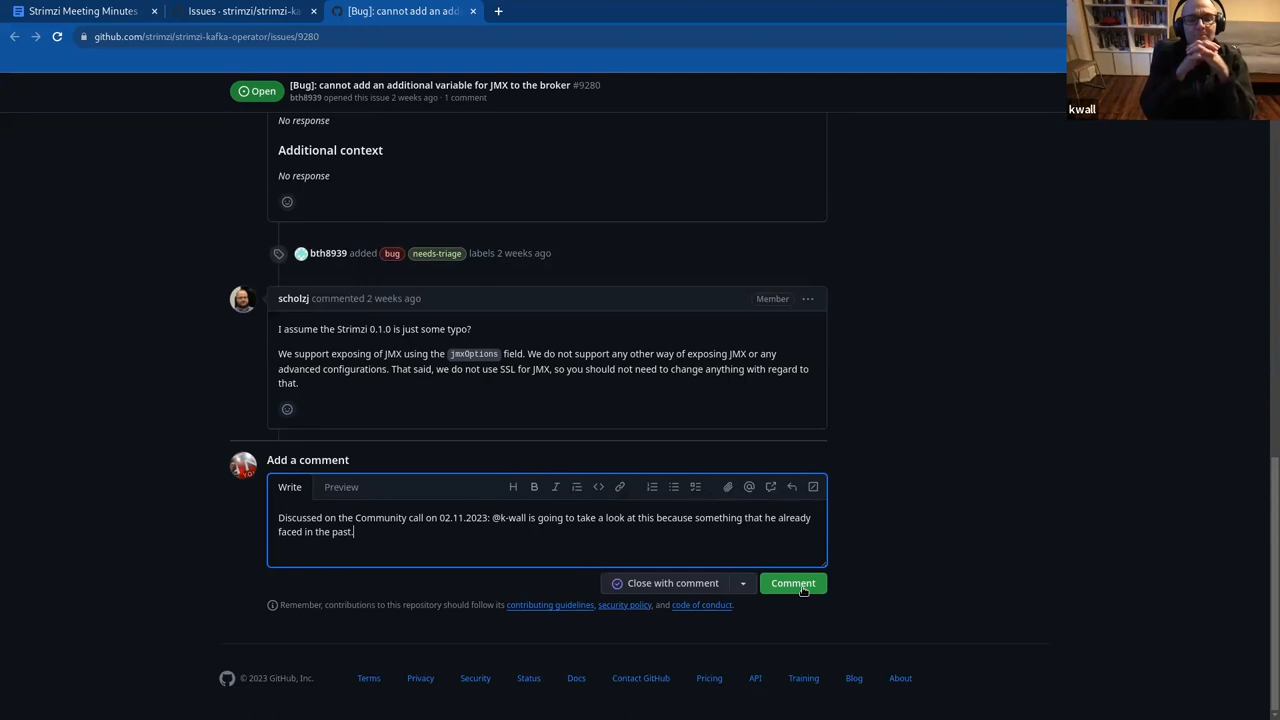 Strimzi Meeting Minutes
Issues · strimzi/strimzi-ka
[Bug]: cannot add an add
github.com/strimzi/strimzi-kafka-operator/issues/9280
kwall
Open
[Bug]: cannot add an additional variable for JMX to the broker #9280
bth8939 opened this issue 2 weeks ago · 1 comment
No response
Additional context
No response
bth8939 added bug needs-triage labels 2 weeks ago
scholzj commented 2 weeks ago
Member
I assume the Strimzi 0.1.0 is just some typo?
We support exposing of JMX using the jmxOptions field. We do not support any other way of exposing JMX or any
advanced configurations. That said, we do not use SSL for JMX, so you should not need to change anything with regard to
that.
Add a comment
Write Preview
Discussed on the Community call on 02.11.2023: @k-wall is going to take a look at this because something that he already
faced in the past.
Close with comment
Comment
Remember, contributions to this repository should follow its contributing guidelines, security policy, and code of conduct.
© 2023 GitHub, Inc. Terms Privacy Security Status Docs Contact GitHub Pricing API Training Blog About